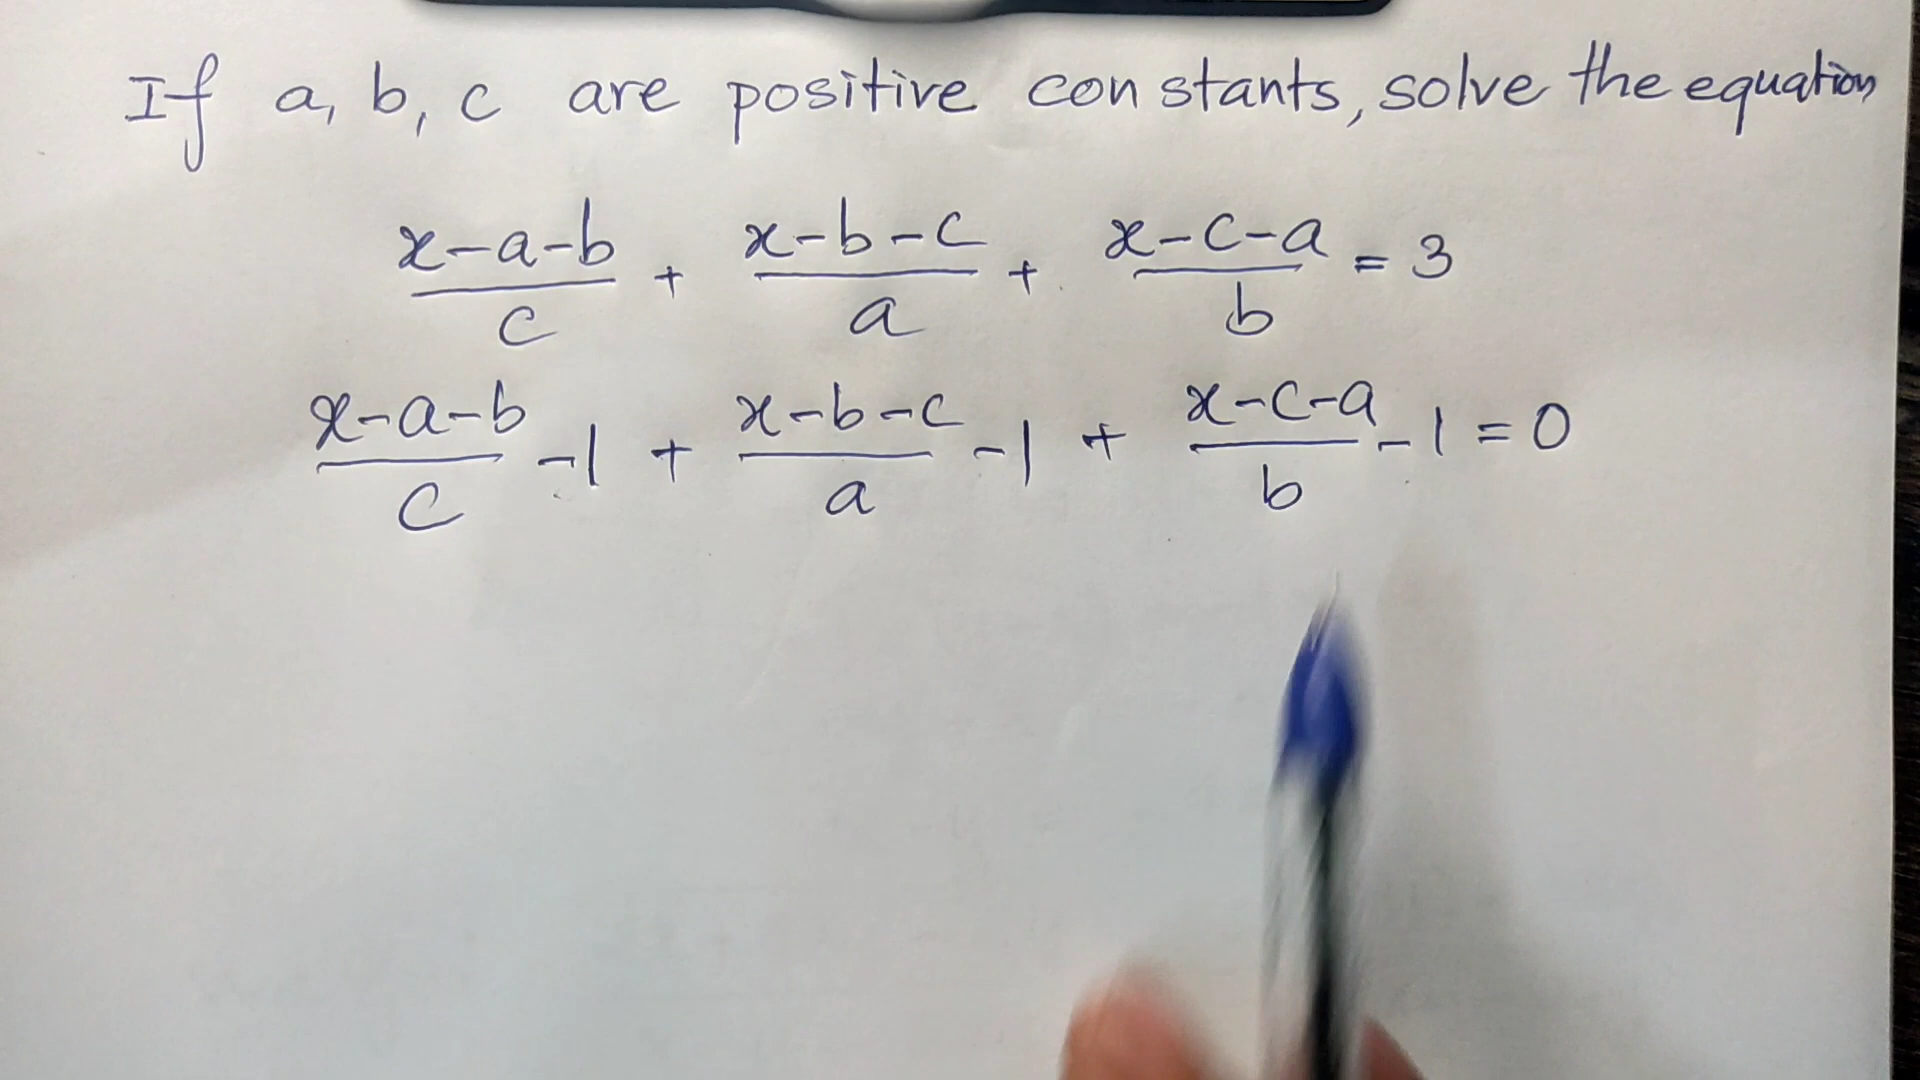 If a, b, c are positive constants, solve the equation
x-a-b/c + x-b-c/a + x-c-a/b = 3
x-a-b/c -1 + x-b-c/a -1 + x-c-a/b -1 = 0